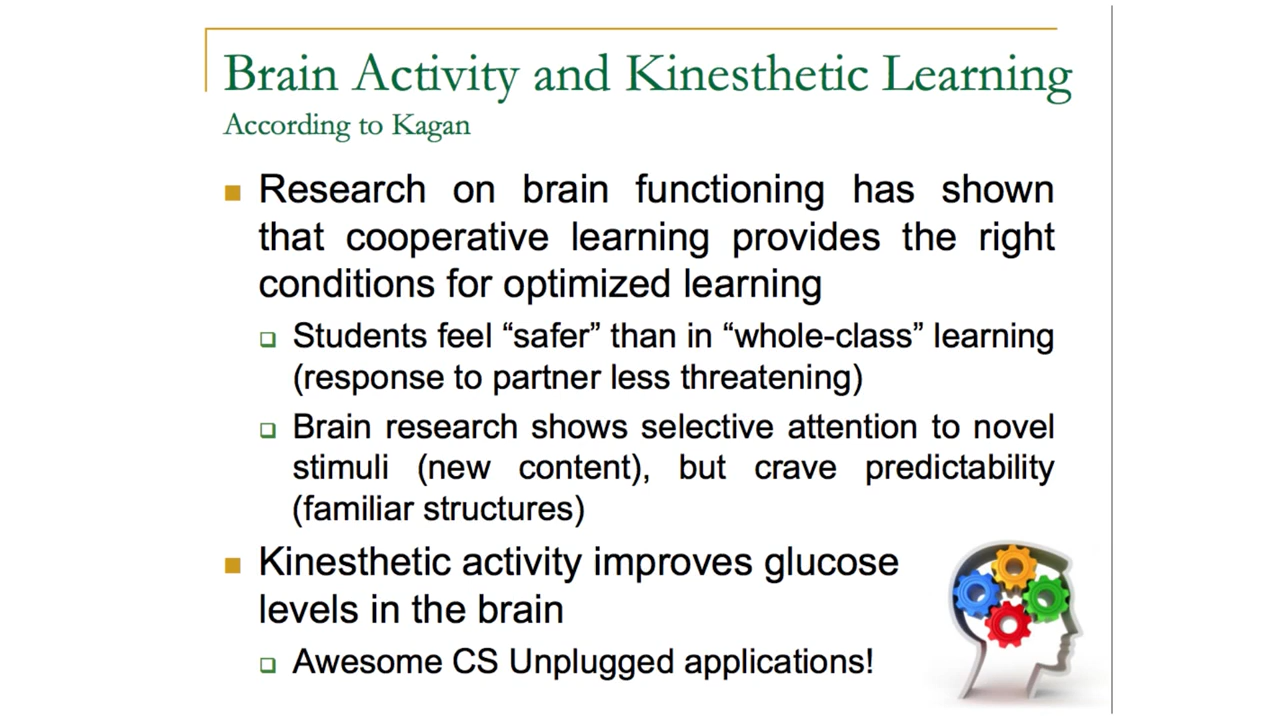 Brain Activity and Kinesthetic Learning
According to Kagan
Research on brain functioning has shown
that cooperative learning provides the right
conditions for optimized learning
Students feel “safer” than in “whole-class” learning
(response to partner less threatening)
Brain research shows selective attention to novel
stimuli (new content), but crave predictability
(familiar structures)
Kinesthetic activity improves glucose
levels in the brain
Awesome CS Unplugged applications!